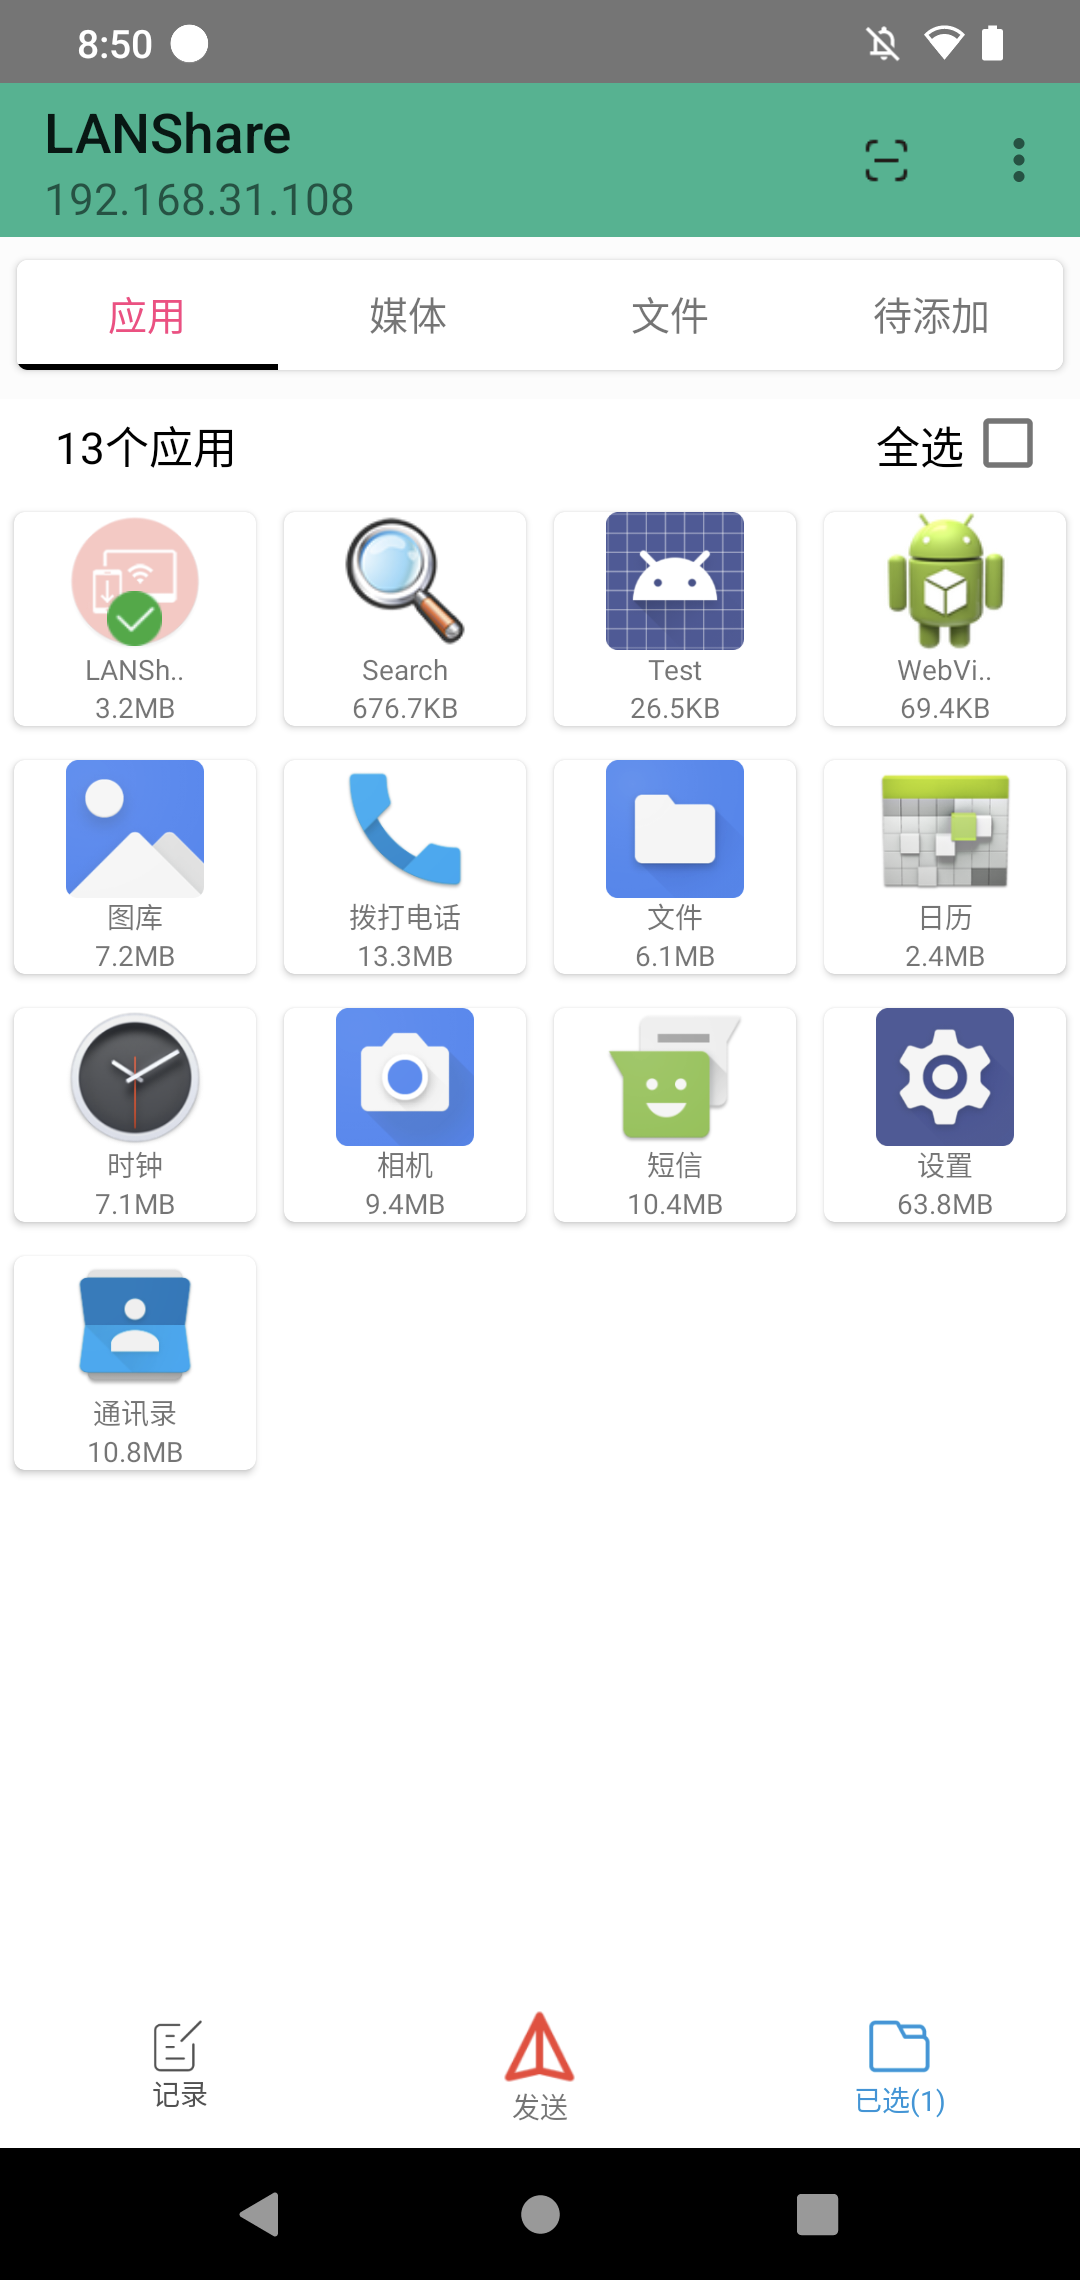 8:50
LANShare
192.168.31.108
应用 媒体 文件 待添加
13个应用 全选
LANSh.. Search Test WebVi..
3.2MB 676.7KB 26.5KB 69.4KB
图库 拨打电话 文件 日历
7.2MB 13.3MB 6.1MB 2.4MB
时钟 相机 短信 设置
7.1MB 9.4MB 10.4MB 63.8MB
通讯录
10.8MB
记录 发送 已选(1)